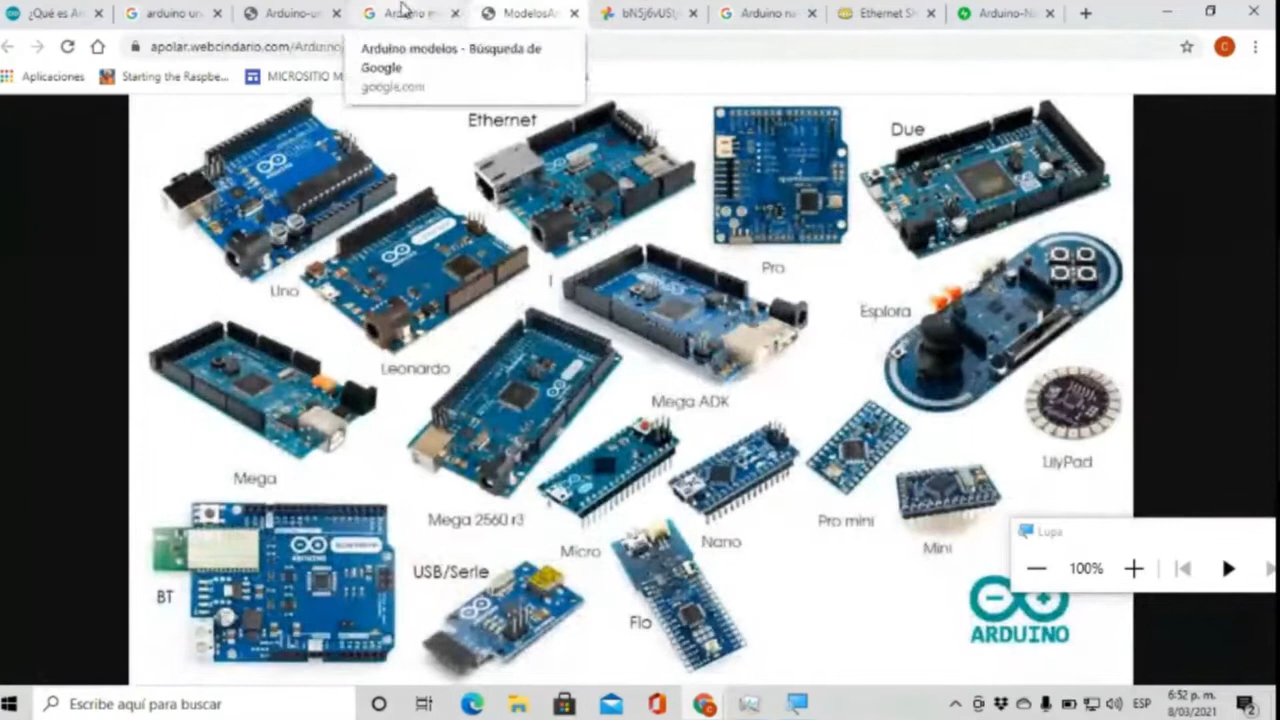 ¿Qué es Ar
arduino un
Arduino-un
Arduino m
ModelosAr
Arduino na
Ethernet Sh
Arduino-Na
apolar.webcindario.com/Arduino
C
Arduino modelos - Búsqueda de
Google
google.com
Aplicaciones
Starting the Raspbe...
MICROSITIO M
Ethernet
Due
Pro
Uno
Esplora
Leonardo
Mega ADK
LilyPad
Mega
Mega 2560 r3
Pro mini
Nano
Micro
Mini
Lupa
100%
USB/Serie
BT
Flo
ARDUINO
Escribe aquí para buscar
ESP
6:52 p. m.
8/03/2021
2